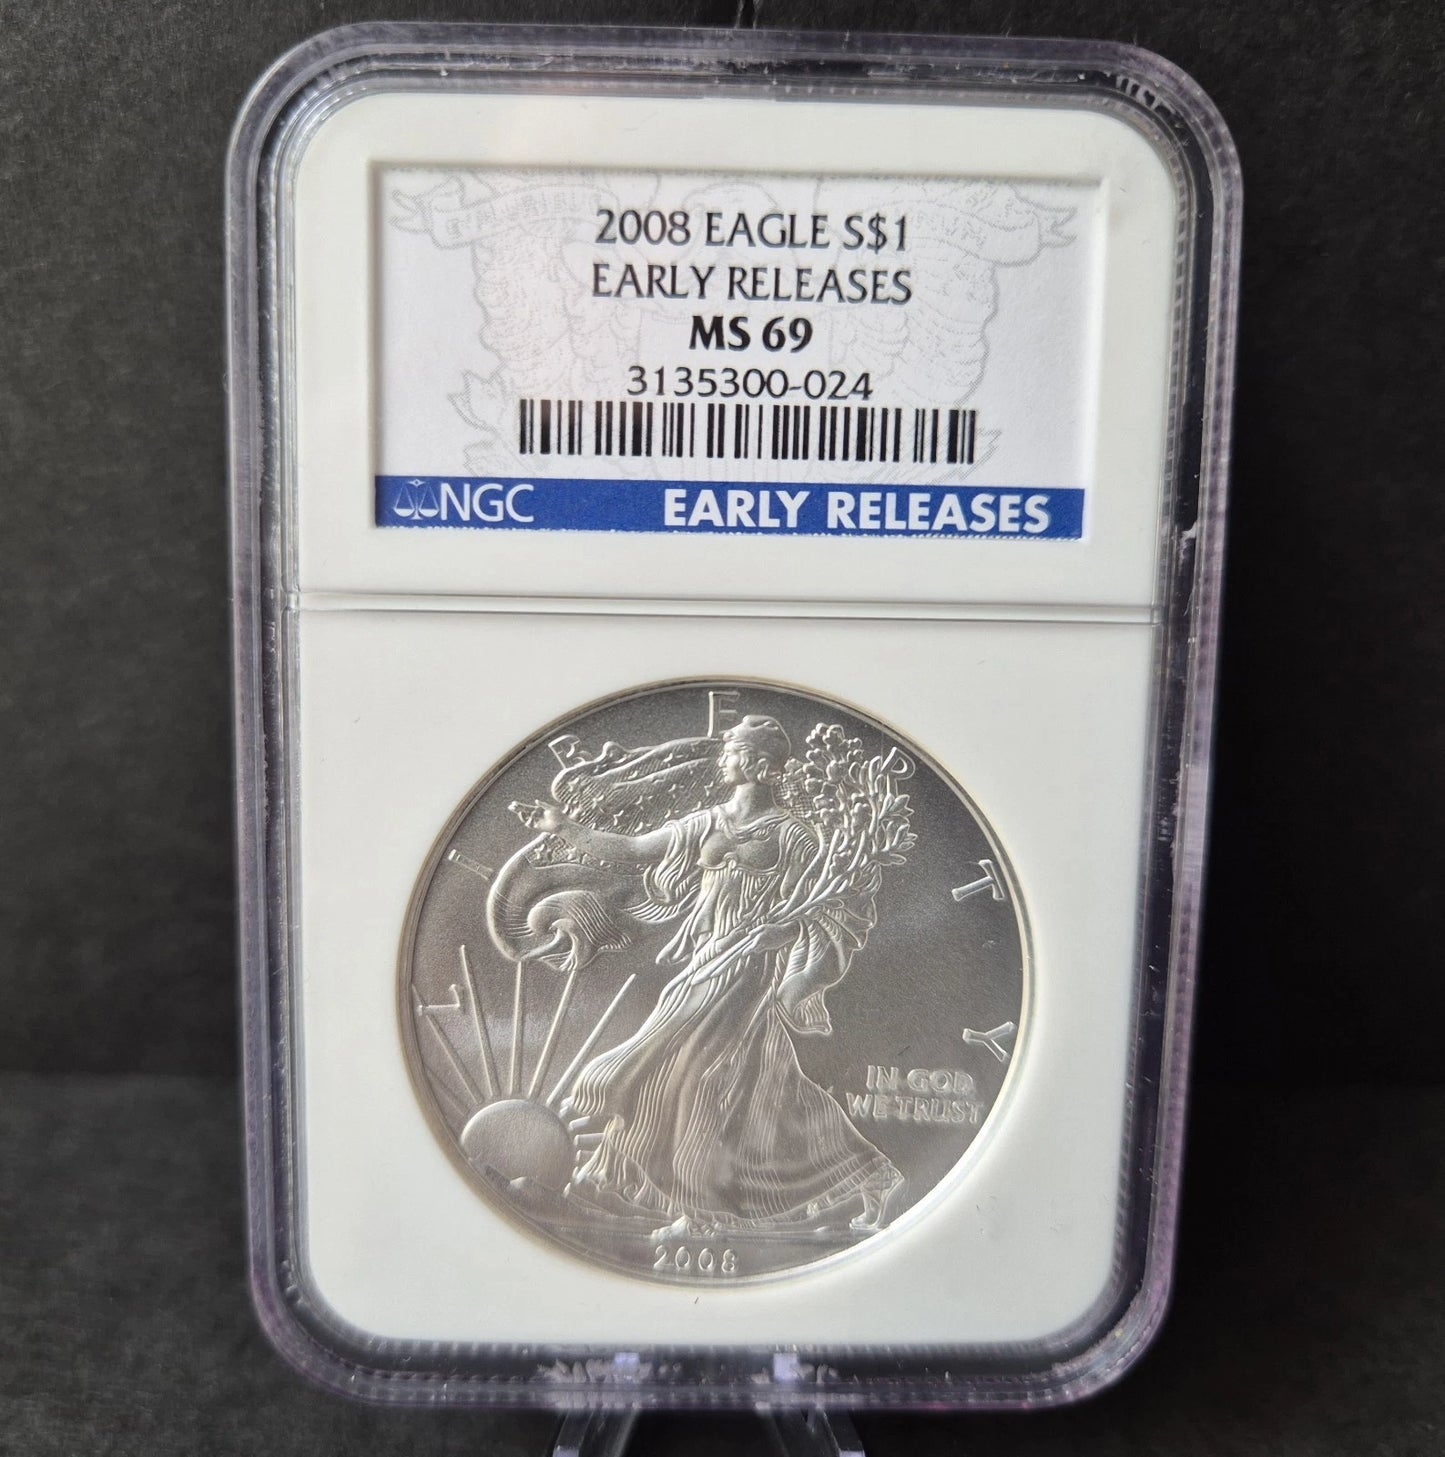 2008 EAGLE S$1
EARLY RELEASES
MS 69
3135300-024
NGC EARLY RELEASES
LIBERTY
IN GOD
WE TRUST
2008